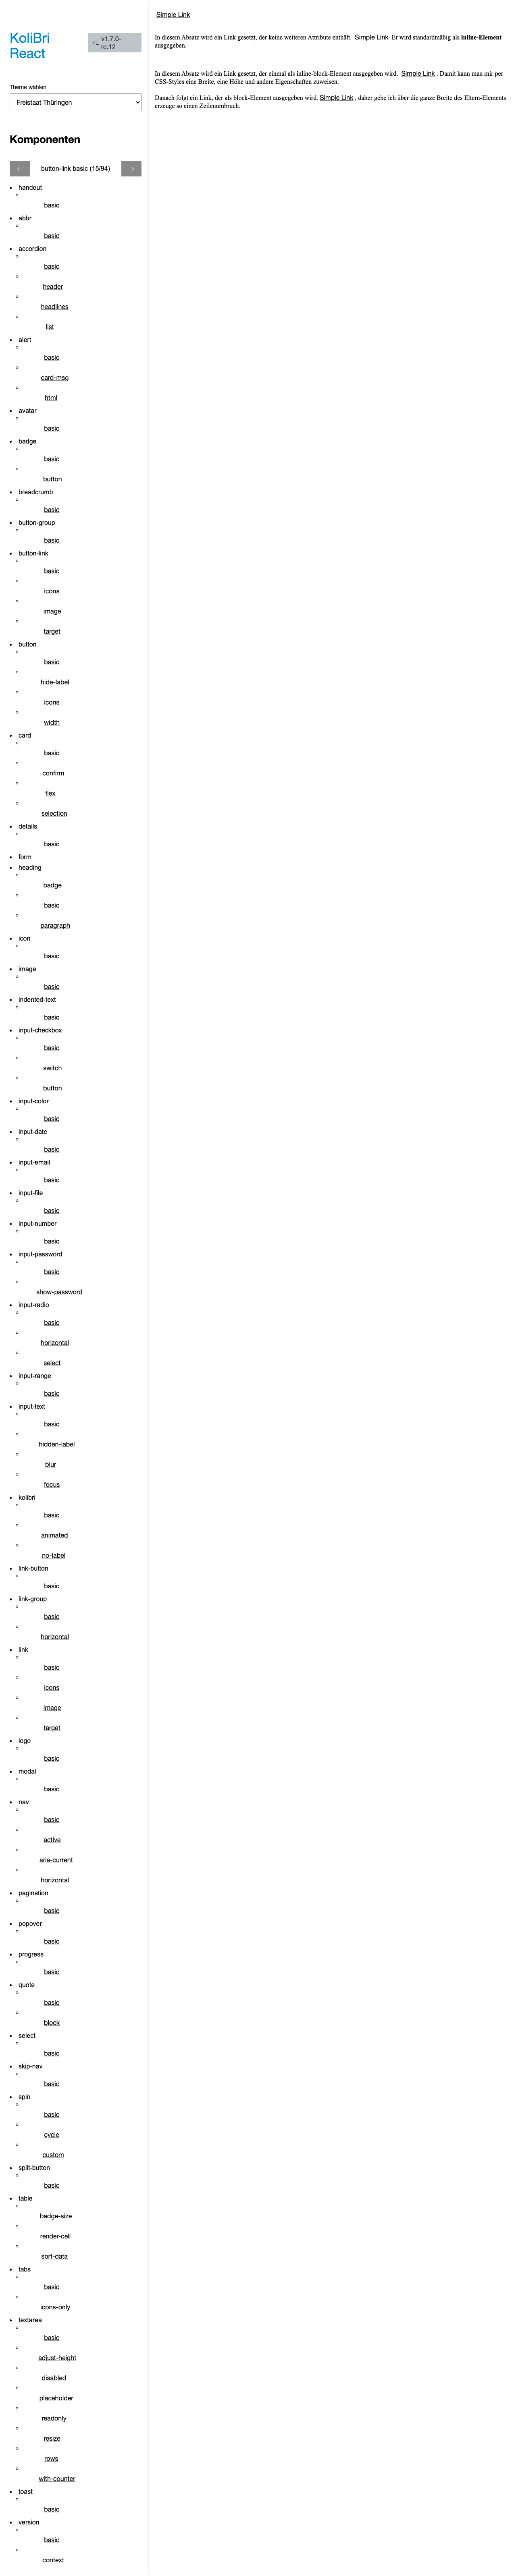 KoliBri
React
v1.7.0-
rc.12
Theme wählen
Freistaat Thüringen
Komponenten
button-link basic (15/94)
handout
basic
abbr
basic
accordion
basic
header
headlines
list
alert
basic
card-msg
html
avatar
basic
badge
basic
button
breadcrumb
basic
button-group
basic
button-link
basic
icons
image
target
button
basic
hide-label
icons
width
card
basic
confirm
flex
selection
details
basic
form
heading
badge
basic
paragraph
icon
basic
image
basic
indented-text
basic
input-checkbox
basic
switch
button
input-color
basic
input-date
basic
input-email
basic
input-file
basic
input-number
basic
input-password
basic
show-password
input-radio
basic
horizontal
select
input-range
basic
input-text
basic
hidden-label
blur
focus
kolibri
basic
animated
no-label
link-button
basic
link-group
basic
horizontal
link
basic
icons
image
target
logo
basic
modal
basic
nav
basic
active
aria-current
horizontal
pagination
basic
popover
basic
progress
basic
quote
basic
block
select
basic
skip-nav
basic
spin
basic
cycle
custom
split-button
basic
table
badge-size
render-cell
sort-data
tabs
basic
icons-only
textarea
basic
adjust-height
disabled
placeholder
readonly
resize
rows
with-counter
toast
basic
version
basic
context
Simple Link
In diesem Absatz wird ein Link gesetzt, der keine weiteren Attribute enthält. Simple Link Er wird standardmäßig als inline-Element
ausgegeben.
In diesem Absatz wird ein Link gesetzt, der einmal als inline-block-Element ausgegeben wird. Simple Link . Damit kann man per
CSS-Styles eine Breite, eine Höhe und andere Eigenschaften zuweisen.
Danach folgt ein Link, der als block-Element ausgegeben wird. Simple Link , daher gehe ich über die ganze Breite des Eltern-Elements
erzeuge so einen Zeilenumbruch.